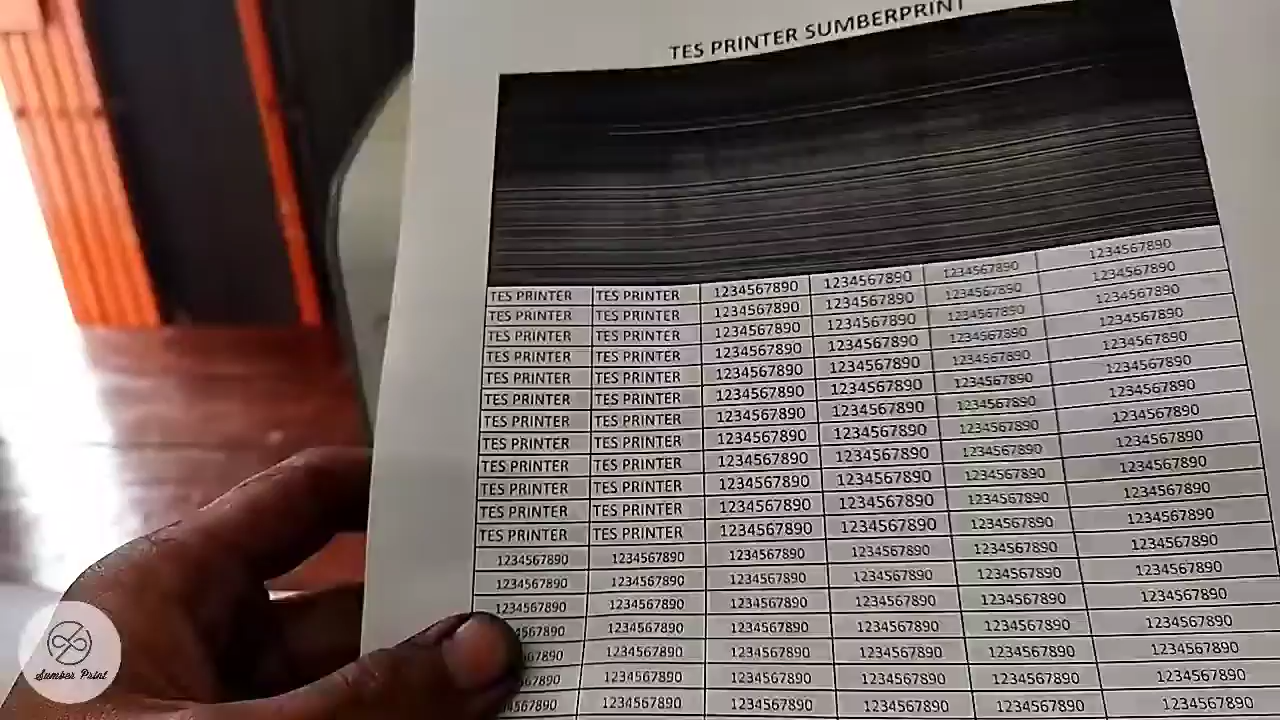 TES PRINTER SUMBERPRINT
TES PRINTER TES PRINTER 1234567890 1234567890 1234567890 1234567890
TES PRINTER TES PRINTER 1234567890 1234567890 1234567890 1234567890
TES PRINTER TES PRINTER 1234567890 1234567890 1234567890 1234567890
TES PRINTER TES PRINTER 1234567890 1234567890 1234567890 1234567890
TES PRINTER TES PRINTER 1234567890 1234567890 1234567890 1234567890
TES PRINTER TES PRINTER 1234567890 1234567890 1234567890 1234567890
TES PRINTER TES PRINTER 1234567890 1234567890 1234567890 1234567890
TES PRINTER TES PRINTER 1234567890 1234567890 1234567890 1234567890
TES PRINTER TES PRINTER 1234567890 1234567890 1234567890 1234567890
TES PRINTER TES PRINTER 1234567890 1234567890 1234567890 1234567890
TES PRINTER TES PRINTER 1234567890 1234567890 1234567890 1234567890
TES PRINTER TES PRINTER 1234567890 1234567890 1234567890 1234567890
1234567890 1234567890 1234567890 1234567890 1234567890 1234567890
1234567890 1234567890 1234567890 1234567890 1234567890 1234567890
1234567890 1234567890 1234567890 1234567890 1234567890 1234567890
1234567890 1234567890 1234567890 1234567890 1234567890
1234567890 1234567890 1234567890 1234567890 1234567890
1234567890 1234567890 1234567890 1234567890 1234567890
1234567890 1234567890 1234567890 1234567890 1234567890
Sumber Print